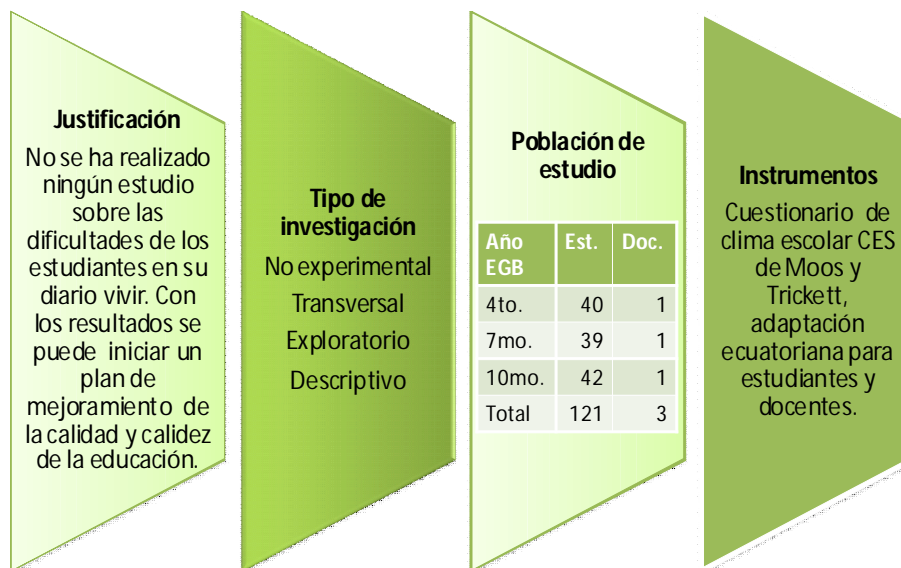 Justificación
No se ha realizado
ningún estudio
sobre las
dificultades de los
estudiantes en su
diario vivir. Con
los resultados se
puede iniciar un
plan de
mejoramiento de
la calidad y calidez
de la educación.
Tipo de
investigación
No experimental
Transversal
Exploratorio
Descriptivo
Población de
estudio
Año EGB Est. Doc.
4to. 40 1
7mo. 39 1
10mo. 42 1
Total 121 3
Instrumentos
Cuestionario de
clima escolar CES
de Moos y
Trickett,
adaptación
ecuatoriana para
estudiantes y
docentes.